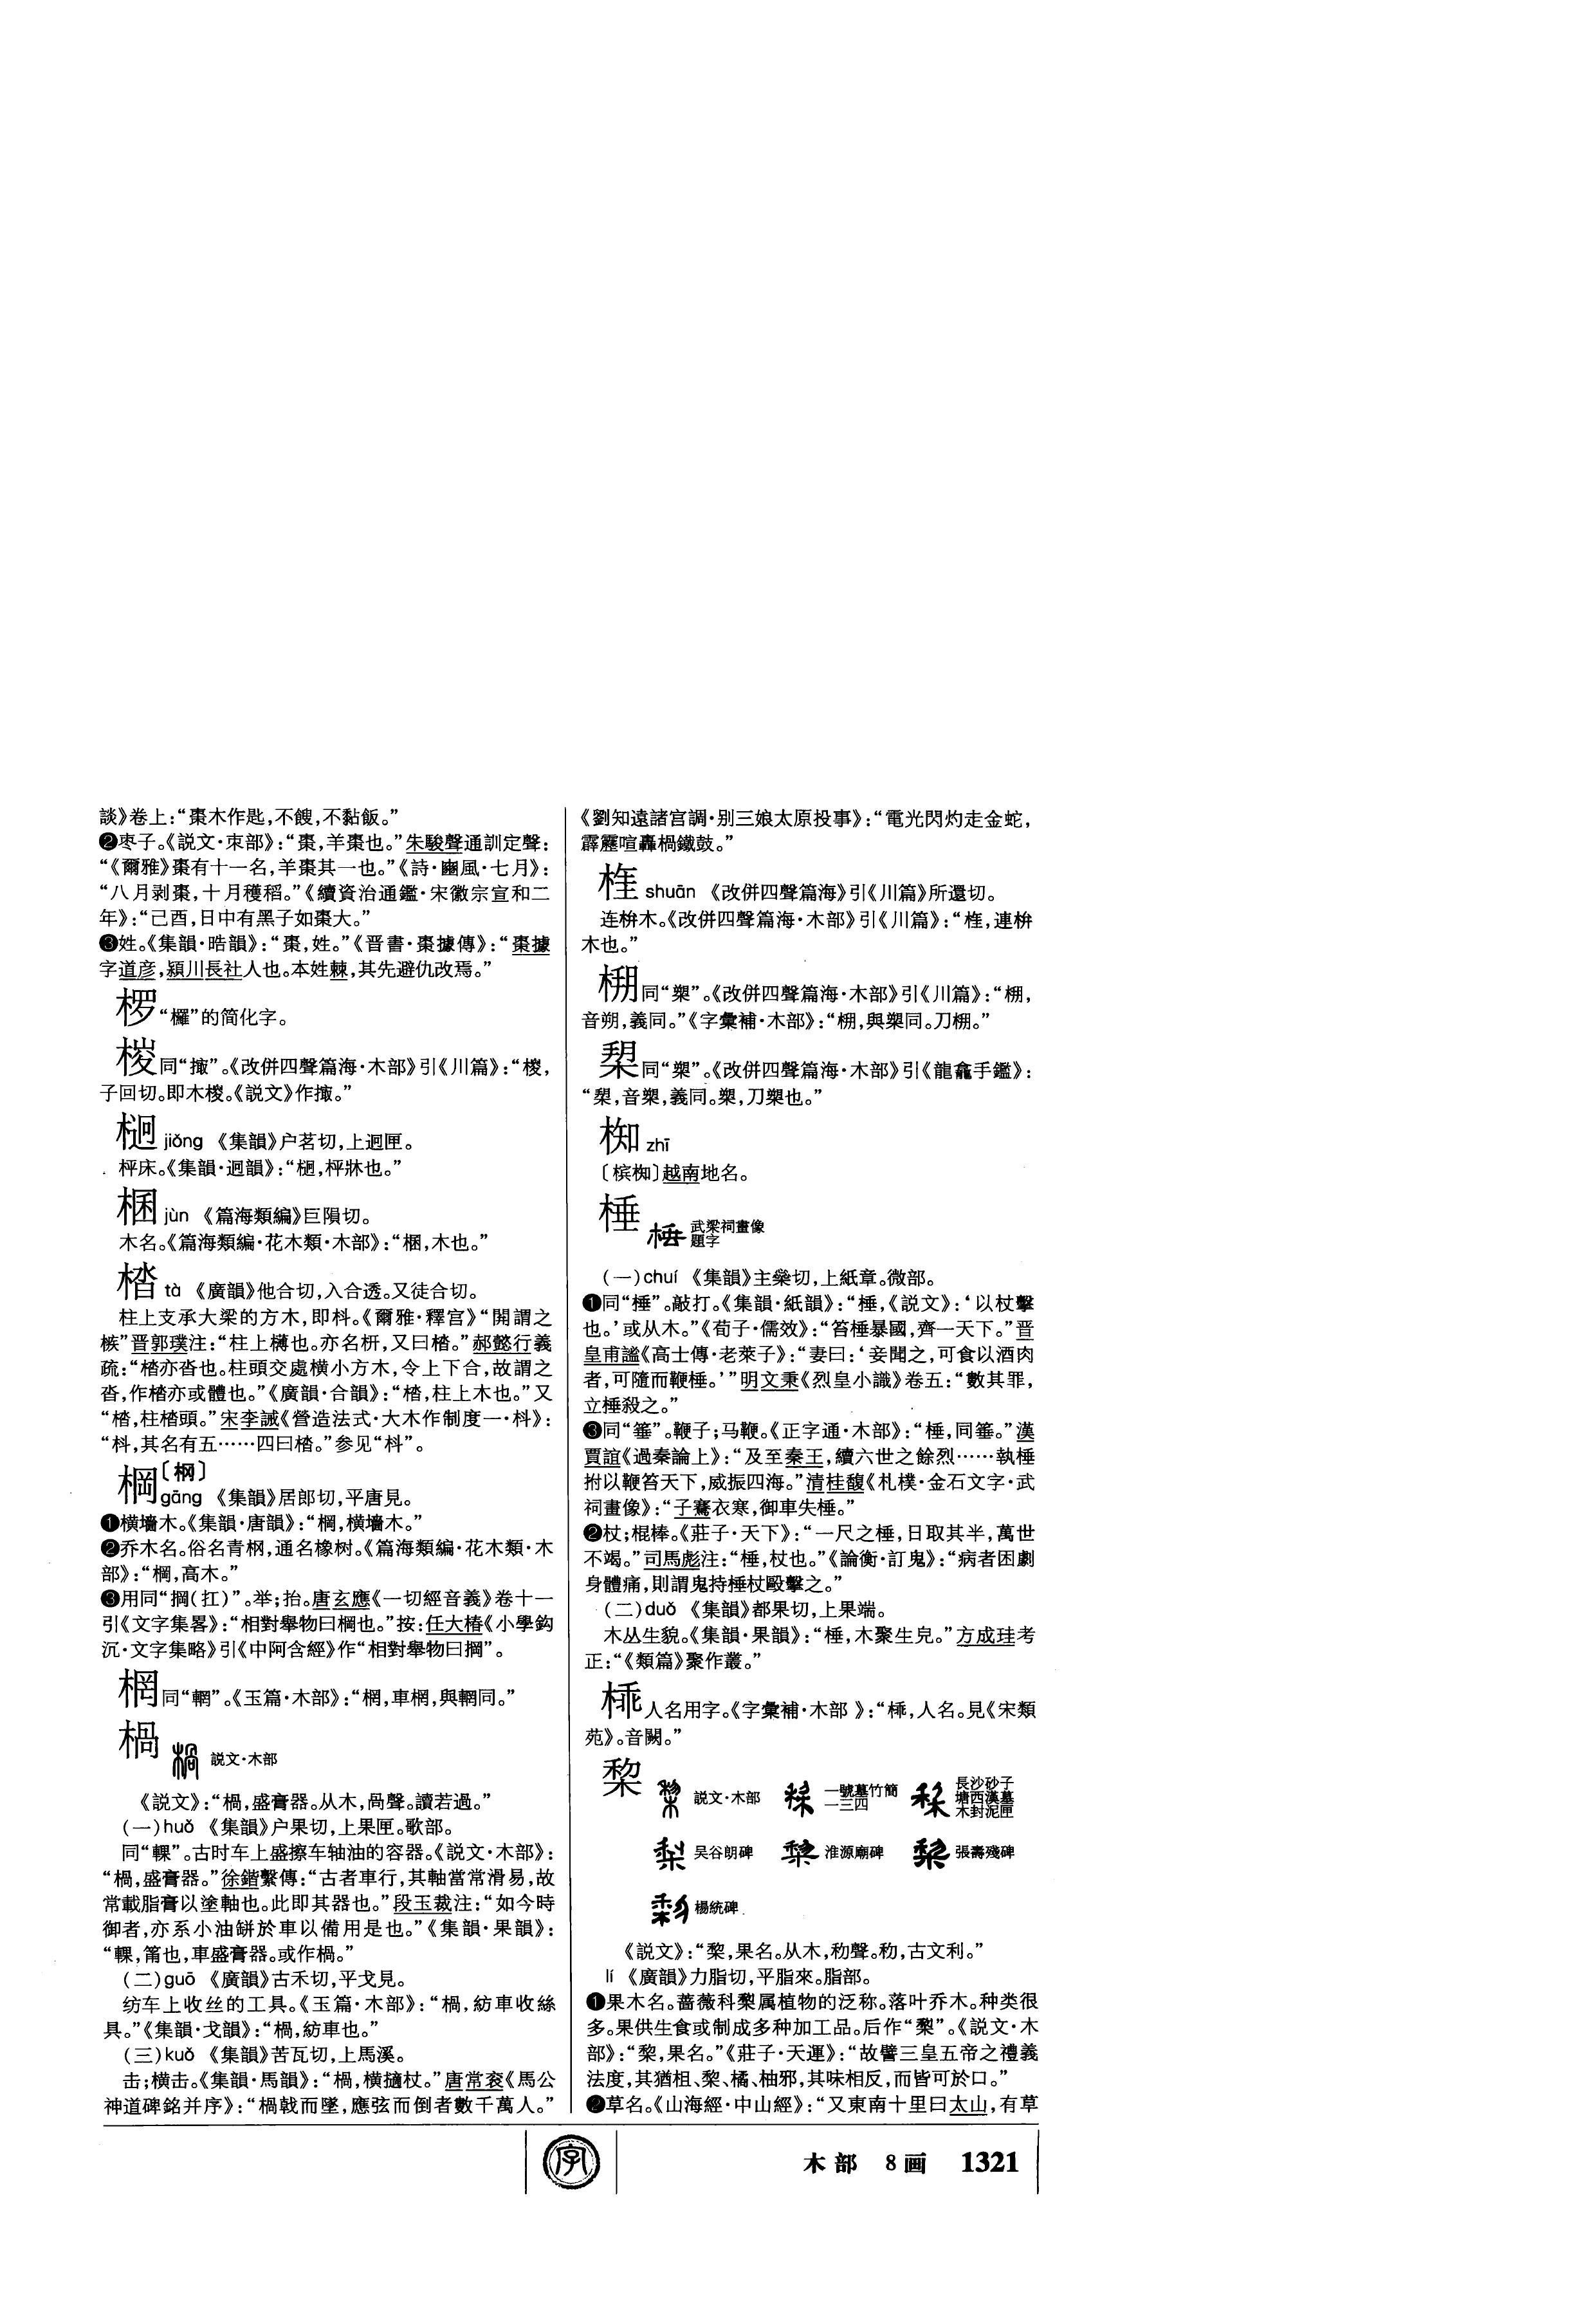 談》卷上:“棗木作匙,不餿,不黏飯。”
❷枣子。《説文·朿部》:“棗,羊棗也。”朱駿聲通訓定聲:
“《爾雅》棗有十一名,羊棗其一也。”《詩·豳風·七月》:
“八月剥棗,十月穫稻。”《續資治通鑑·宋徽宗宣和二
年》:“己酉,日中有黑子如棗大。”
❸姓。《集韻·晧韻》:“棗,姓。”《晋書·棗據傳》:“棗據
字道彦,潁川長社人也。本姓棘,其先避仇改焉。”
椤“欏”的简化字。
同“檇”。《改併四聲篇海·木部》引《川篇》:“
子回切。即木。《説文》作。”
jiǒng 《集韻》户茗切,上迥匣。
枰床。《集韻·迥韻》:“,枰牀也。”
梱 jùn 《篇海類編》巨隕切。
木名。《篇海類編·花木類·木部》:“,木也。”
楷 tà 《廣韻》他合切,入合透。又徒合切。
柱上支承大梁的方木,即枓。《爾雅·釋宫》“開謂之
槉”晋郭璞注:“柱上欂也。亦名枅,又曰榙。”郝懿行義
疏:“榙亦沓也。柱頭交處横小方木,令上下合,故謂之
沓,作榙亦或體也。”《廣韻·合韻》:“榙,柱上木也。”又
“榙,柱榙頭。”宋李誡《營造法式·大木作制度一·枓》:
“枓,其名有五……四曰榙。”参见“枓”。
棡〔㭎〕
gāng 《集韻》居郎切,平唐見。
❶横墻木。《集韻·唐韻》:“棡,横墻木。”
❷乔木名。俗名青㭎,通名橡树。《篇海類編·花木類·木
部》:“棡,高木。”
❸用同“掆(扛)”。举;抬。唐玄應《一切經音義》卷十一
引《文字集畧》:“相對舉物曰棡也。”按:任大椿《小學鈎
沉·文字集略》引《中阿含經》作“相對舉物曰掆”。
棢同“輞”。《玉篇·木部》:“棢,車棢,與輞同。”
楇 説文·木部
《説文》:“楇,盛膏器。从木,咼聲。讀若過。”
(一)huǒ 《集韻》户果切,上果匣。歌部。
同“輠”。古时车上盛擦车轴油的容器。《説文·木部》:
“楇,盛膏器。”徐鍇繫傳:“古者車行,其軸當常滑易,故
常載脂膏以塗軸也。此即其器也。”段玉裁注:“如今時
御者,亦系小油缾於車以備用是也。”《集韻·果韻》:
“輠,筩也,車盛膏器。或作楇。”
(二)guō 《廣韻》古禾切,平戈見。
纺车上收丝的工具。《玉篇·木部》:“楇,紡車收絲
具。”《集韻·戈韻》:“楇,紡車也。”
(三)kuǒ 《集韻》苦瓦切,上馬溪。
击;横击。《集韻·馬韻》:“楇,横擿杖。”唐常衮《馬公
神道碑銘并序》:“楇戟而墜,應弦而倒者數千萬人。”
《劉知遠諸宫調·别三娘太原投事》:“電光閃灼走金蛇,
霹靂喧轟楇鐵鼓。”
shuān 《改併四聲篇海》引《川篇》所還切。
连枿木。《改併四聲篇海·木部》引《川篇》:“,連枿
木也。”
棚同“槊”。《改併四聲篇海·木部》引《川篇》:“
音朔,義同。”《字彙補·木部》:“,與槊同。刀。”
同“槊”。《改併四聲篇海·木部》引《龍龕手鑑》:
“,音槊,義同。槊,刀槊也。”
椥 zhī
〔槟椥〕越南地名。
棰 武梁祠畫像題字
(一)chuí 《集韻》主橤切,上紙章。微部。
❶同“捶”。敲打。《集韻·紙韻》:“捶,《説文》:‘以杖擊
也。’或从木。”《荀子·儒效》:“笞棰暴國,齊一天下。”晋
皇甫謐《高士傳·老萊子》:“妻曰:‘妾聞之,可食以酒肉
者,可隨而鞭棰。’”明文秉《烈皇小識》卷五:“數其罪,
立棰殺之。”
❸同“箠”。鞭子;马鞭。《正字通·木部》:“棰,同箠。”漢
賈誼《過秦論上》:“及至秦王,續六世之餘烈……執棰
拊以鞭笞天下,威振四海。”清桂馥《札樸·金石文字·武
祠畫像》:“子騫衣寒,御車失棰。”
❷杖;棍棒。《莊子·天下》:“一尺之棰,日取其半,萬世
不竭。”司馬彪注:“棰,杖也。”《論衡·訂鬼》:“病者困劇
身體痛,則謂鬼持棰杖毆擊之。”
(二)duǒ 《集韻》都果切,上果端。
木丛生貌。《集韻·果韻》:“棰,木聚生皃。”方成珪考
正:“《類篇》聚作叢。”
人名用字。《字彙補·木部》:“,人名。見《宋類
苑》。音闕。”
棃 説文·木部 一號墓竹簡一三四 長沙砂子塘西漢墓木封泥匣
吴谷朗碑 淮源廟碑 張壽殘碑
楊統碑
《説文》:“棃,果名。从木,𥝢聲。𥝢,古文利。”
lí 《廣韻》力脂切,平脂來。脂部。
❶果木名。蔷薇科棃属植物的泛称。落叶乔木。种类很
多。果供生食或制成多种加工品。后作“梨”。《説文·木
部》:“棃,果名。”《莊子·天運》:“故譬三皇五帝之禮義
法度,其猶柤、棃、橘、柚邪,其味相反,而皆可於口。”
❷草名。《山海經·中山經》:“又東南十里曰太山,有草
字
木部 8画 1321